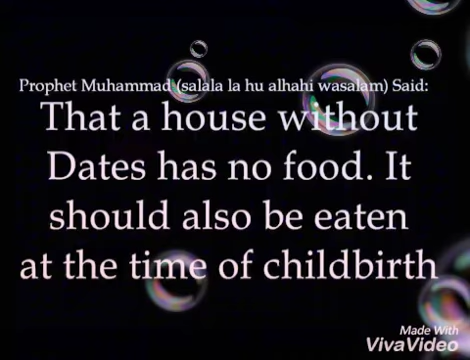 Prophet Muhammad (salala la hu alhahi wasalam) Said:
That a house without
Dates has no food. It
should also be eaten
at the time of childbirth
Made With
VivaVideo